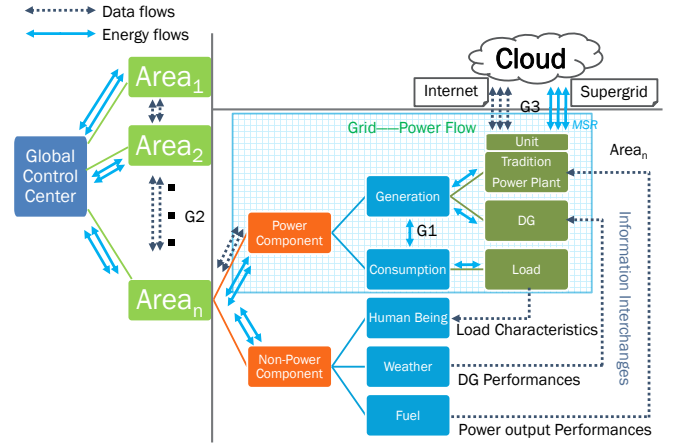 Data flows
Energy flows
Cloud
Internet
G3
Supergrid
MSR
Area1
Area2
Arean
Global
Control
Center
G2
Grid——Power Flow
Unit
Tradition
Power Plant
Arean
Generation
DG
G1
Power
Component
Consumption
Load
Human Being
Load Characteristics
Non-Power
Component
Weather
DG Performances
Fuel
Power output Performances
Information Interchanges